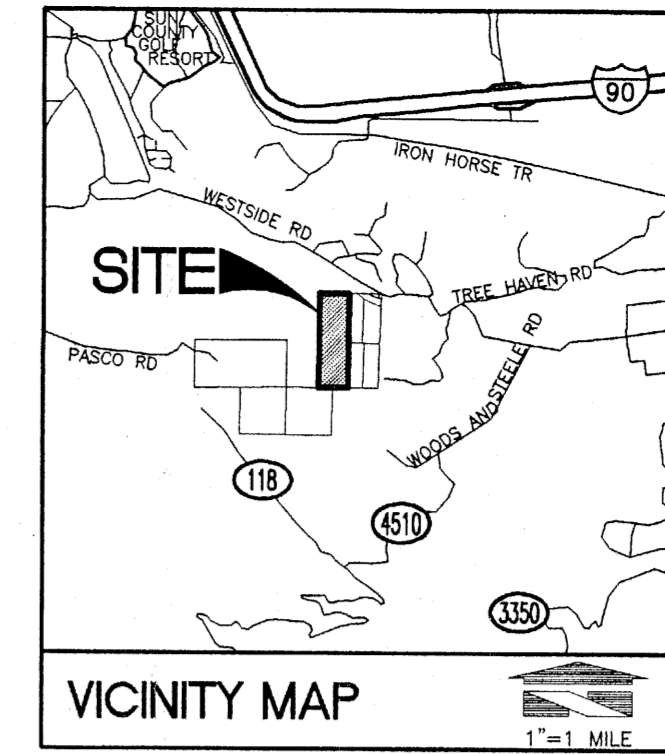 SUN
COUNTY
GOLF
RESORT
90
IRON HORSE TR
WESTSIDE RD
SITE
TREE HAVEN RD
PASCO RD
WOODS AND STEELE RD
118
4510
3350
VICINITY MAP
1"=1 MILE